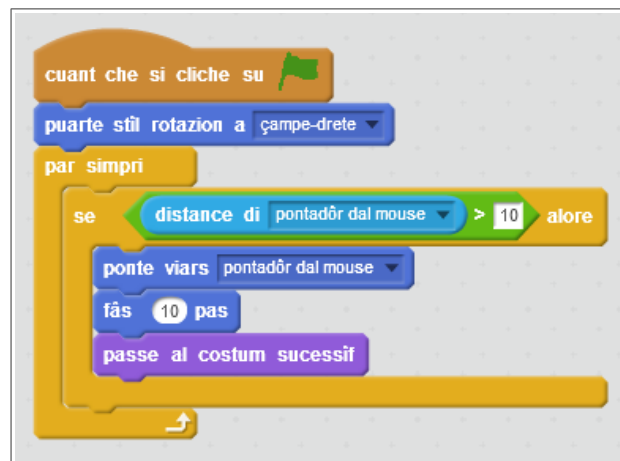 cuant che si cliche su
puarte stîl rotazion a çampe-drete
par simpri
se distance di pontadôr dal mouse > 10 alore
ponte viars pontadôr dal mouse
fâs 10 pas
passe al costum sucessîf